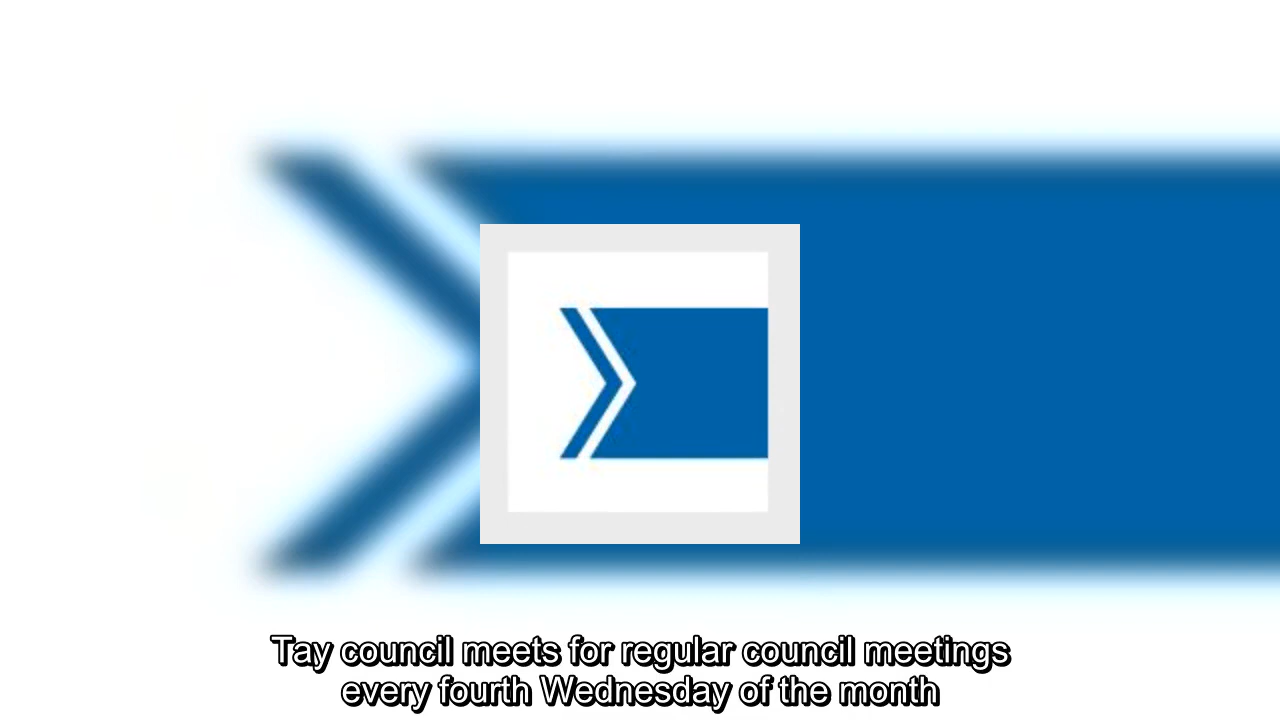 Tay council meets for regular council meetings
every fourth Wednesday of the month